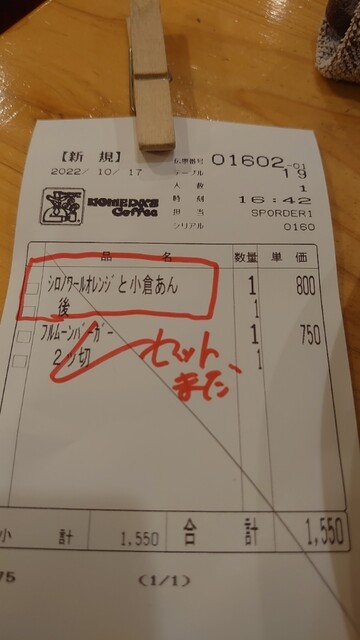 【新 規】
2022/10/17
伝票番号 01602-01
テーブル 19
人 数 1
時 刻 16:42
担 当 SPORDER1
シリアル 0160
KOMEDA'S
Coffee
品 名 数量 単 価
シロノワールオレンジと小倉あん 1 800
後 1
フルムーンバーガー 1 750
2ツ切 1
セット
まだ
小 計 1,550 合 計 1,550
75 (1/1)